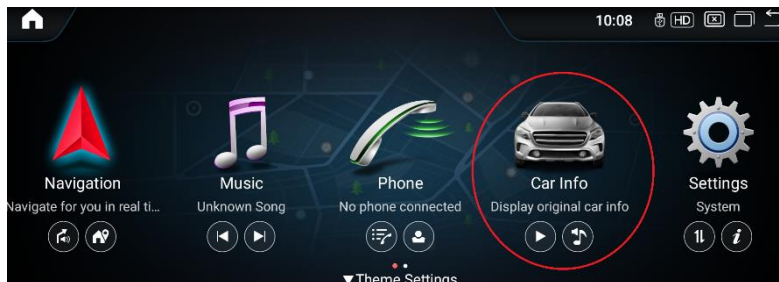 10:08 HD
Navigation
Music
Phone
Car Info
Settings
Navigate for you in real ti...
Unknown Song
No phone connected
Display original car info
System
▼Theme Settings